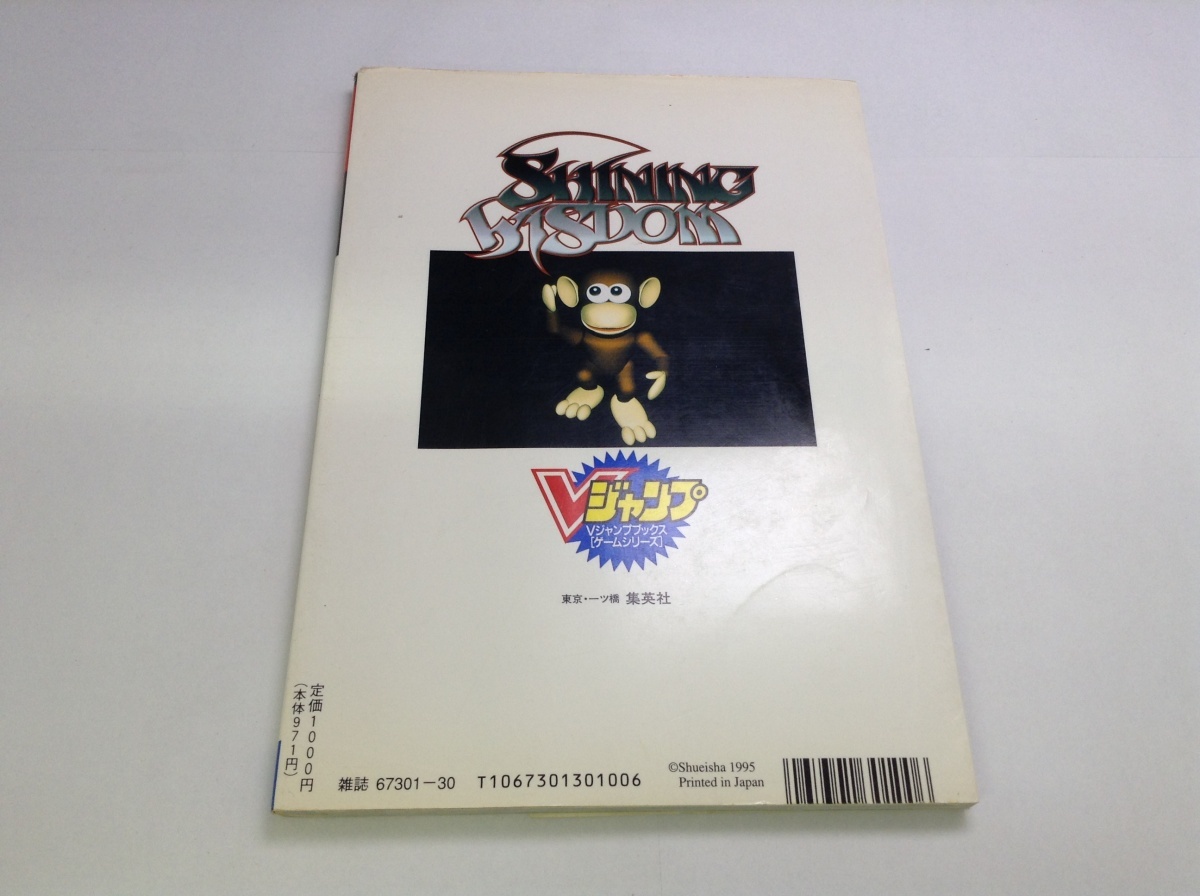 SHINING
WISDOM
Vジャンプ
Vジャンプブックス
[ゲームシリーズ]
東京・一ツ橋 集英社
定価1000円
(本体971円)
雑誌 67301-30
T1067301301006
©Shueisha 1995
Printed in Japan